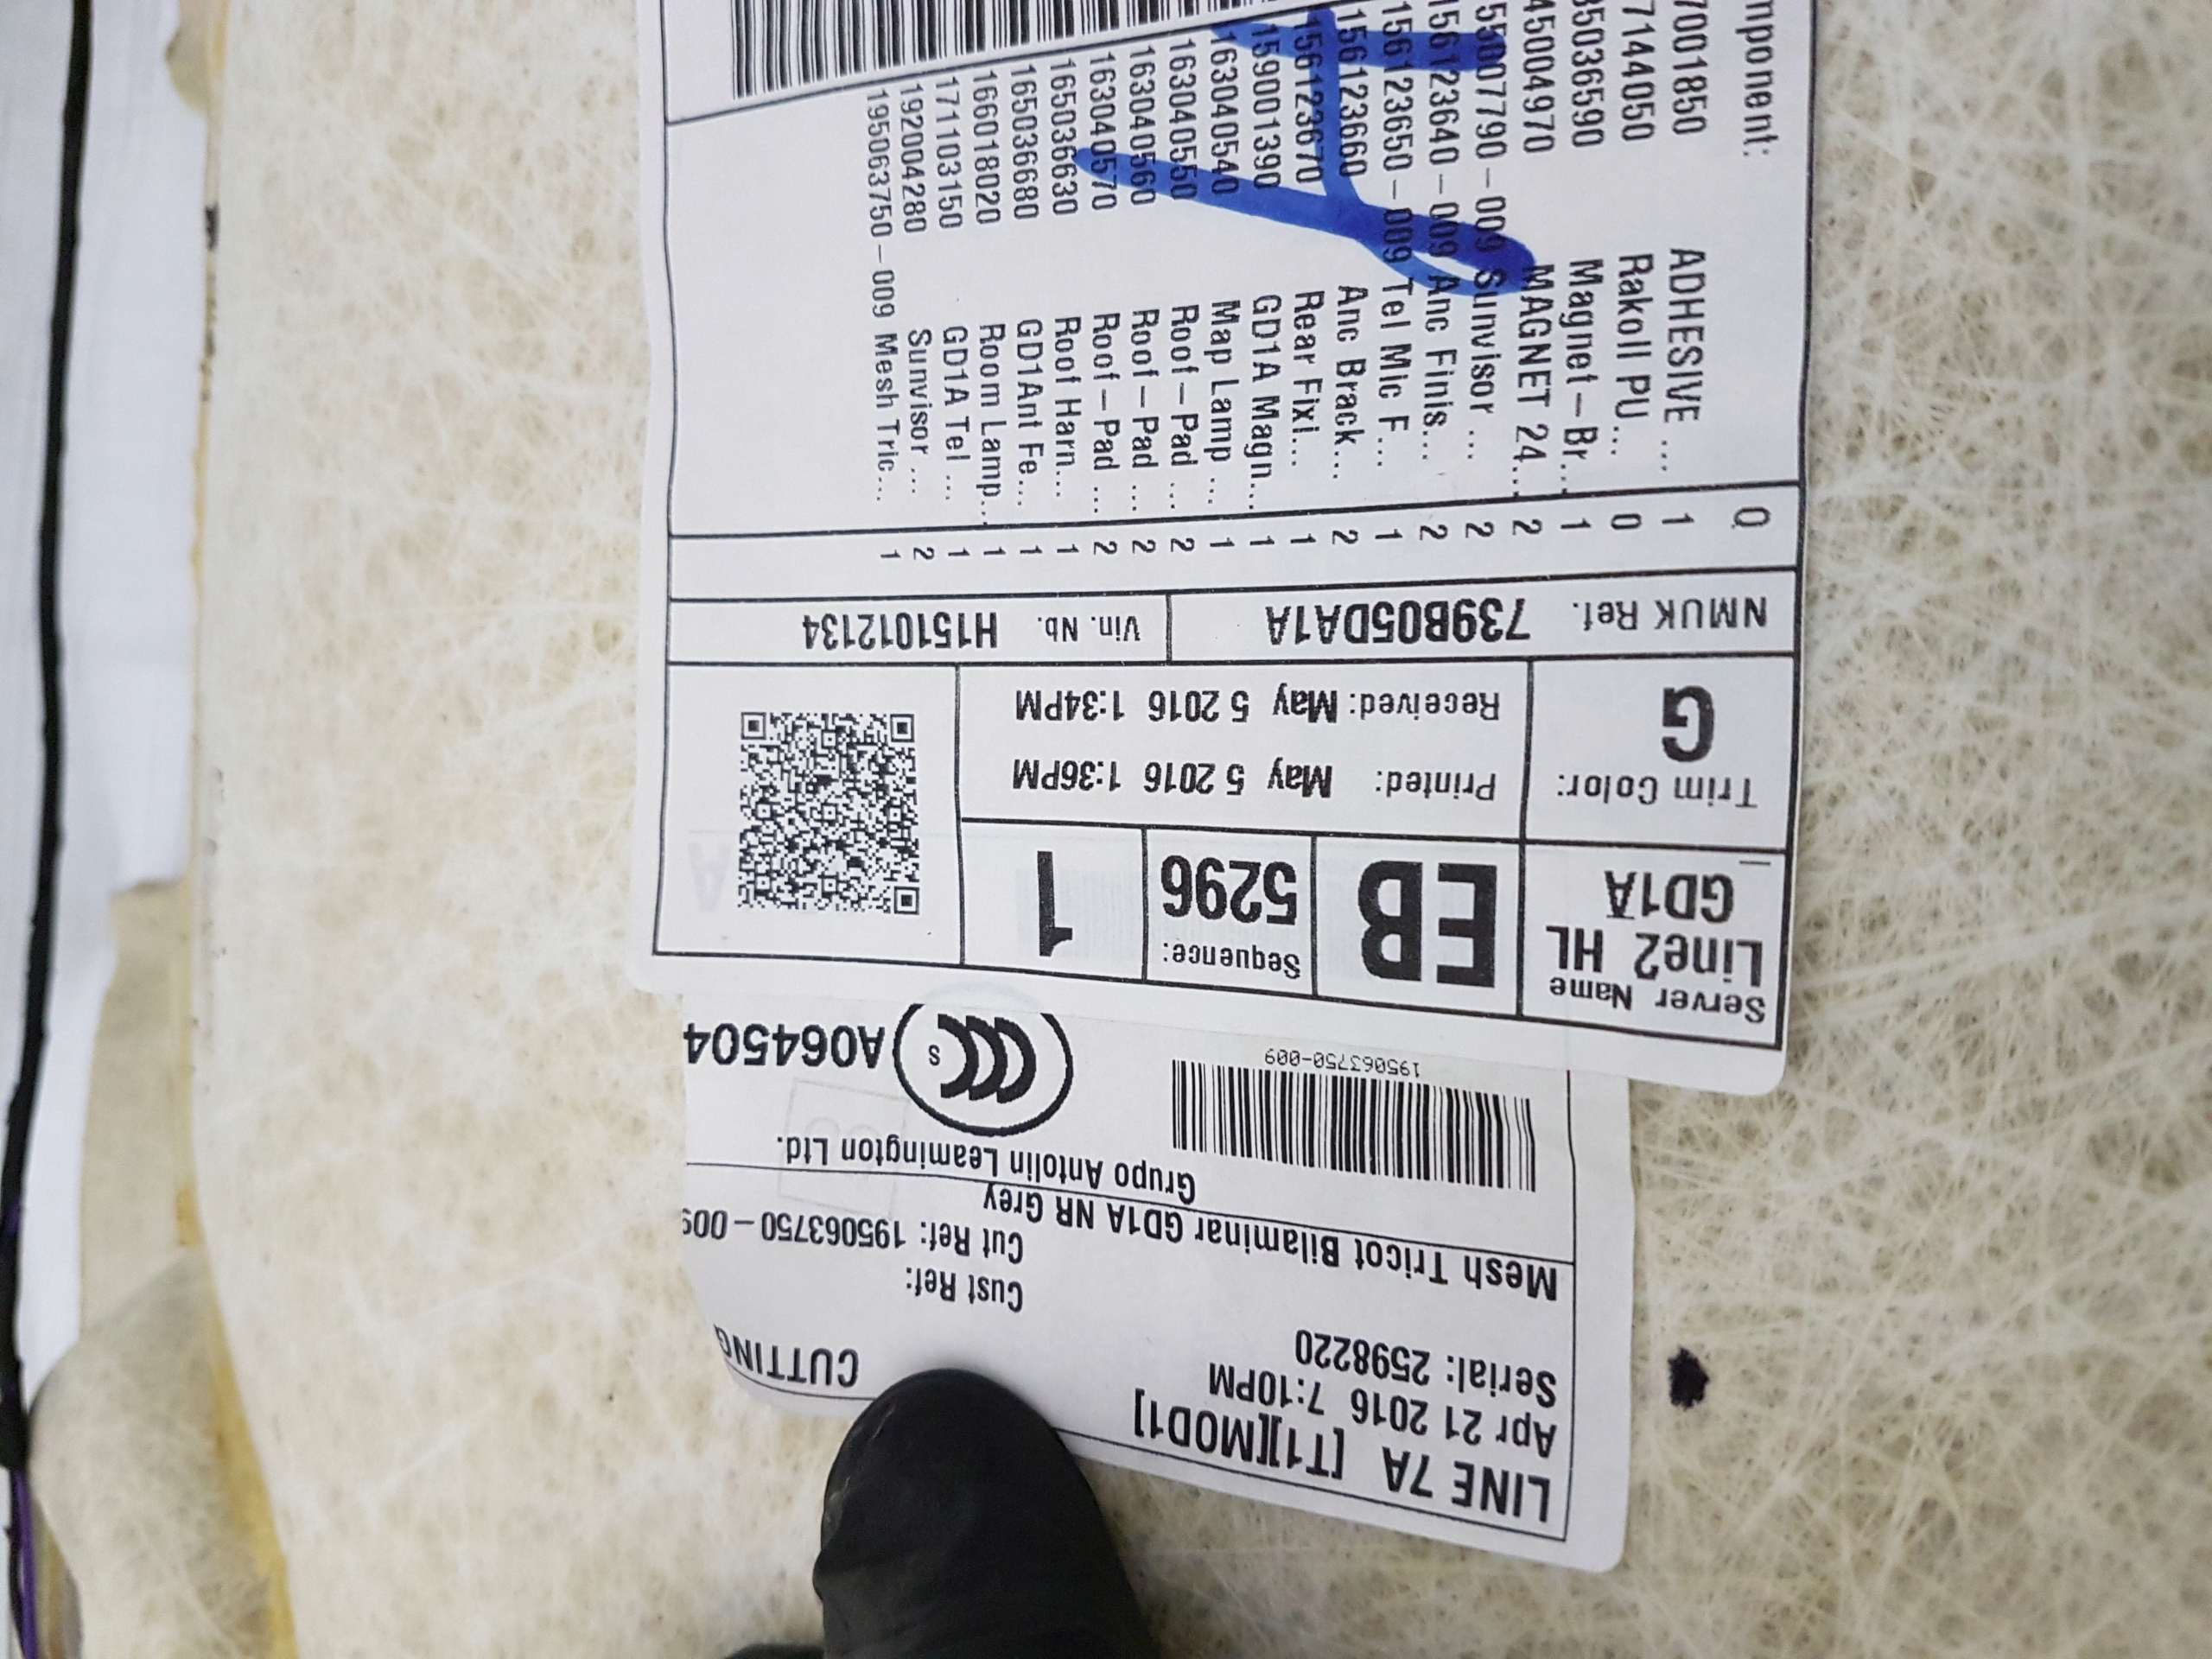 LINE 7A [T1][MOD1]
Apr 21 2016 7:10PM
Serial: 2598220
CUTTING
Cust Ref:
Cut Ref: 195063750-009
Mesh Tricot Bilaminar GD1A NR Grey
Grupo Antolin Leamington Ltd.
195063750-009
CCC S
A064504
Server Name
Line2 HL
GD1A
EB
Sequence:
5296
1
Trim Color:
G
Printed: May 5 2016 1:36PM
Received: May 5 2016 1:34PM
NMUK Ref. 739B05DA1A
Vin. Nb. H151012134
mponent: Q
7001850 ADHESIVE ... 1
7144050 Rakoll PU... 0
35036590 Magnet-Br... 1
45004970 MAGNET 24... 2
55007790-009 Sunvisor ... 2
156123640-009 Anc Finis... 2
156123650-009 Tel Mic F... 1
156123660 Anc Brack... 2
156123670 Rear Fixi... 1
159001390 GD1A Magn... 1
163040540 Map Lamp ... 1
163040550 Roof-Pad ... 2
163040560 Roof-Pad ... 2
163040570 Roof-Pad ... 2
165036630 Roof Harn... 1
165036680 GD1Ant Fe... 1
166018020 Room Lamp... 1
171103150 GD1A Tel ... 1
192004280 Sunvisor ... 2
195063750-009 Mesh Tric... 1